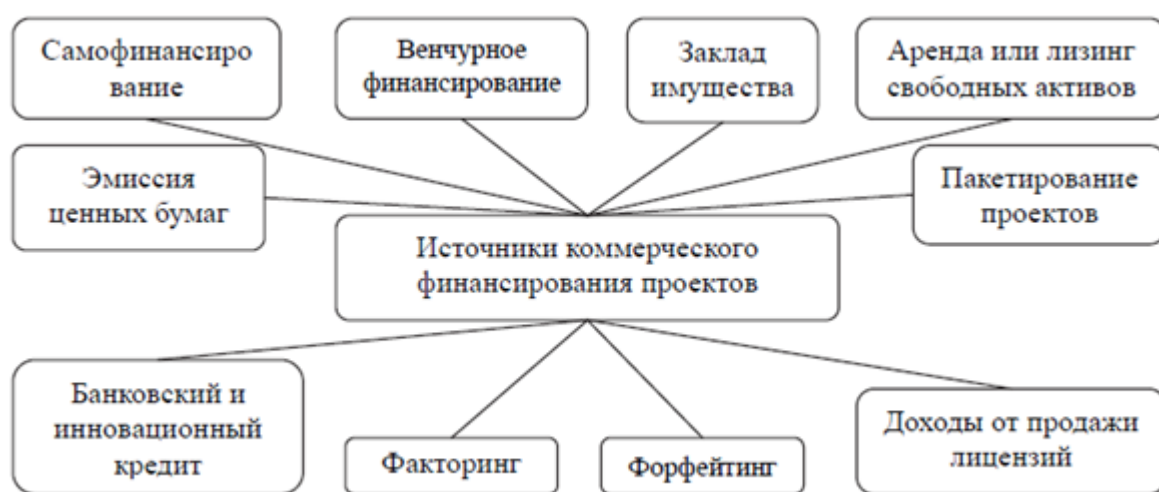 Самофинансиро
вание
Венчурное
финансирование
Заклад
имущества
Аренда или лизинг
свободных активов
Эмиссия
ценных бумаг
Пакетирование
проектов
Источники коммерческого
финансирования проектов
Банковский и
инновационный
кредит
Факторинг
Форфейтинг
Доходы от продажи
лицензий